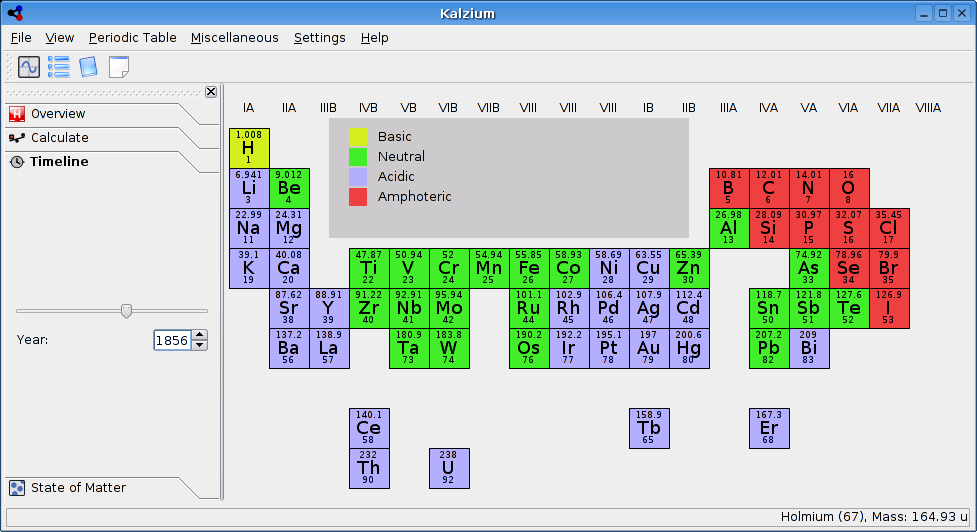 Kalzium
File View Periodic Table Miscellaneous Settings Help
Overview
Calculate
Timeline
Year: 1856
State of Matter
IA IIA IIIB IVB VB VIB VIIB VIII VIII VIII IB IIB IIIA IVA VA VIA VIIA VIIIA
Basic
Neutral
Acidic
Amphoteric
1.008
H
1
6.941 9.012 10.81 12.01 14.01 16
Li Be B C N O
3 4 5 6 7 8
22.99 24.31 26.98 28.09 30.97 32.07 35.45
Na Mg Al Si P S Cl
11 12 13 14 15 16 17
39.1 40.08 47.87 50.94 52 54.94 55.85 58.93 58.69 63.55 65.39 74.92 78.96 79.9
K Ca Ti V Cr Mn Fe Co Ni Cu Zn As Se Br
19 20 22 23 24 25 26 27 28 29 30 33 34 35
87.62 88.91 91.22 92.91 95.94 101.1 102.9 106.4 107.9 112.4 118.7 121.8 127.6 126.9
Sr Y Zr Nb Mo Ru Rh Pd Ag Cd Sn Sb Te I
38 39 40 41 42 44 45 46 47 48 50 51 52 53
137.2 138.9 180.9 183.8 190.2 192.2 195.1 197 200.6 207.2 209
Ba La Ta W Os Ir Pt Au Hg Pb Bi
56 57 73 74 76 77 78 79 80 82 83
140.1 158.9 167.3
Ce Tb Er
58 65 68
232 238
Th U
90 92
Holmium (67), Mass: 164.93 u